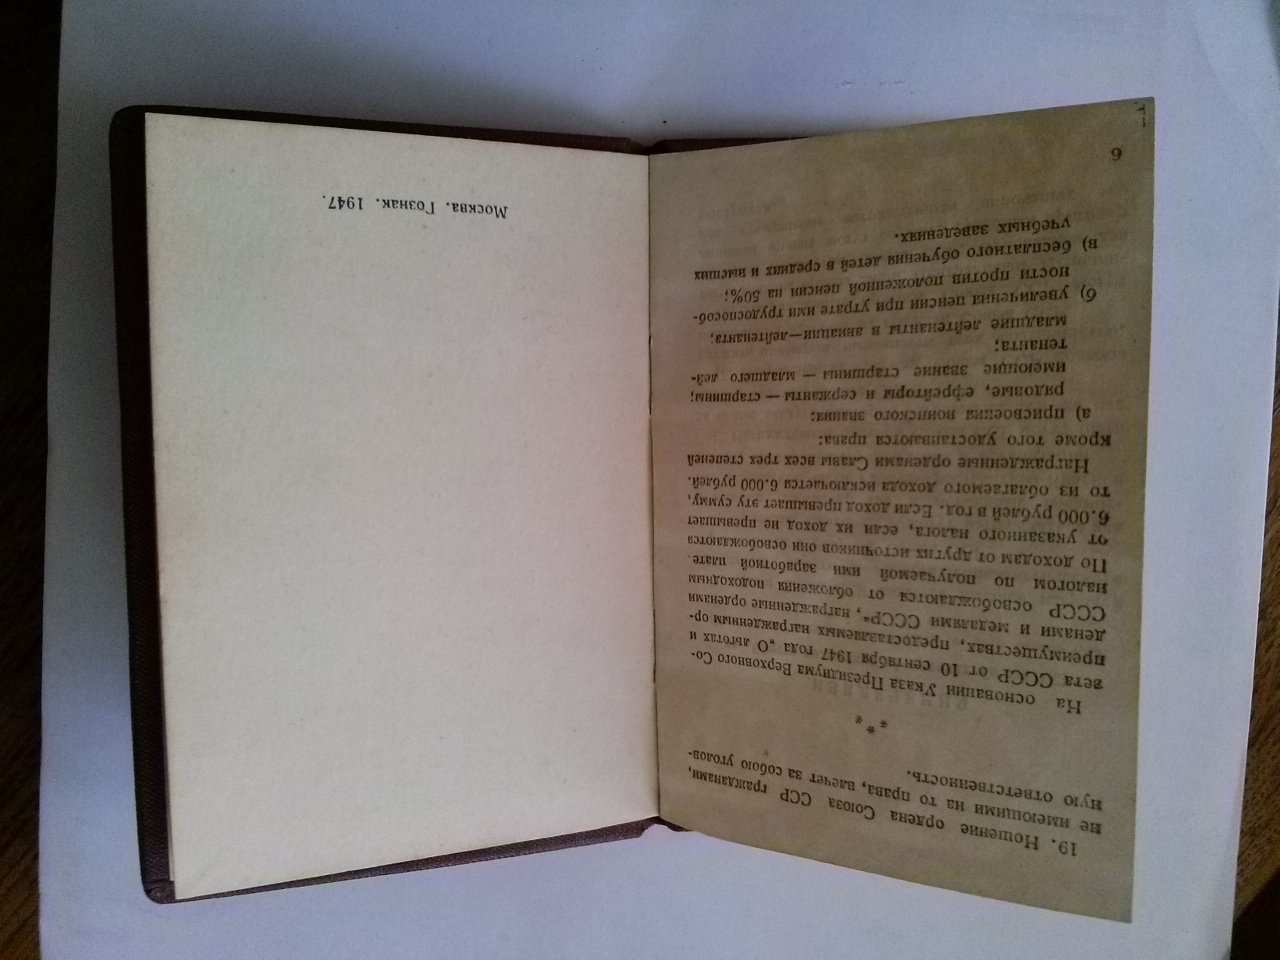 19. Ношение ордена Союза ССР гражданами,
не имеющими на то права, влечет за собою уголов-
ную ответственность.
* * *
На основании Указа Президиума Верховного Со-
вета СССР от 10 сентября 1947 года „О льготах и
преимуществах, предоставляемых награжденным ор-
денами и медалями СССР“, награжденные орденами
СССР освобождаются от обложения подоходным
налогом по получаемой ими заработной плате.
По доходам от других источников они освобождаются
от указанного налога, если их доход не превышает
6.000 рублей в год. Если доход превышает эту сумму,
то из облагаемого дохода исключается 6.000 рублей.
Награжденные орденами Славы всех трех степеней
кроме того удостаиваются права:
а) присвоения воинского звания:
рядовые, ефрейторы и сержанты — старшины;
имеющие звание старшины — младшего лей-
тенанта;
младшие лейтенанты в авиации—лейтенанта;
б) увеличения пенсии при утрате ими трудоспособ-
ности против положенной пенсии на 50%;
в) бесплатного обучения детей в средних и высших
учебных заведениях.
6
Москва. Гознак. 1947.